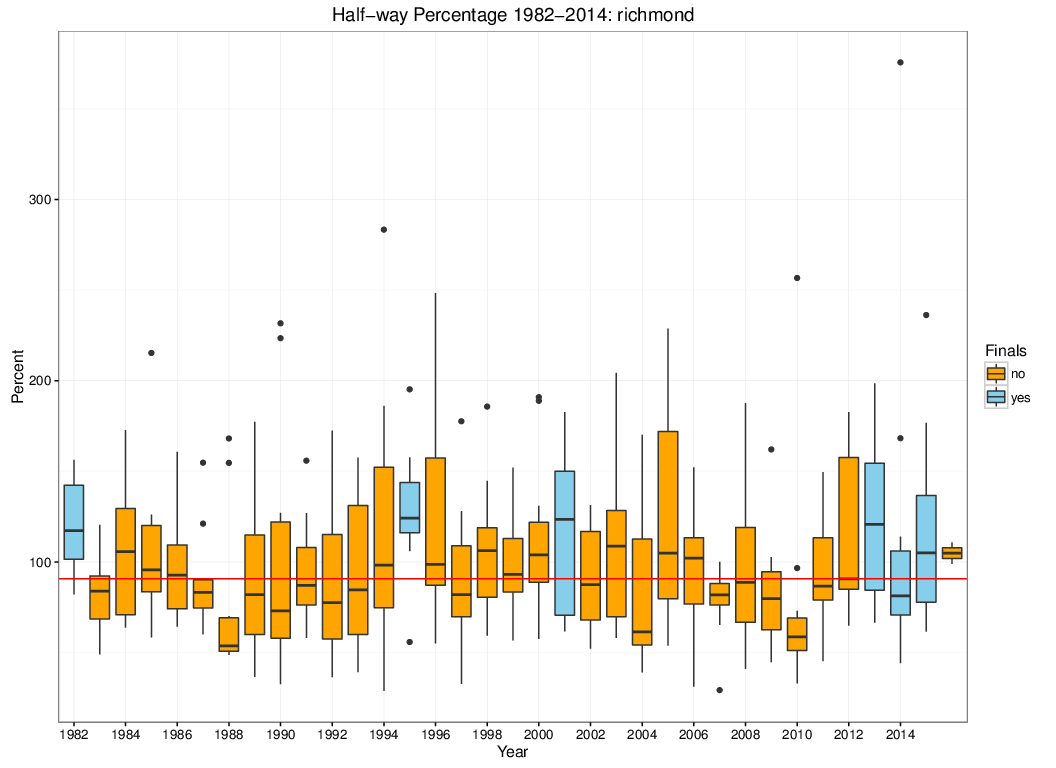 Half−way Percentage 1982−2014: richmond
Percent
300
200
100
1982 1984 1986 1988 1990 1992 1994 1996 1998 2000 2002 2004 2006 2008 2010 2012 2014
Year
Finals
no
yes